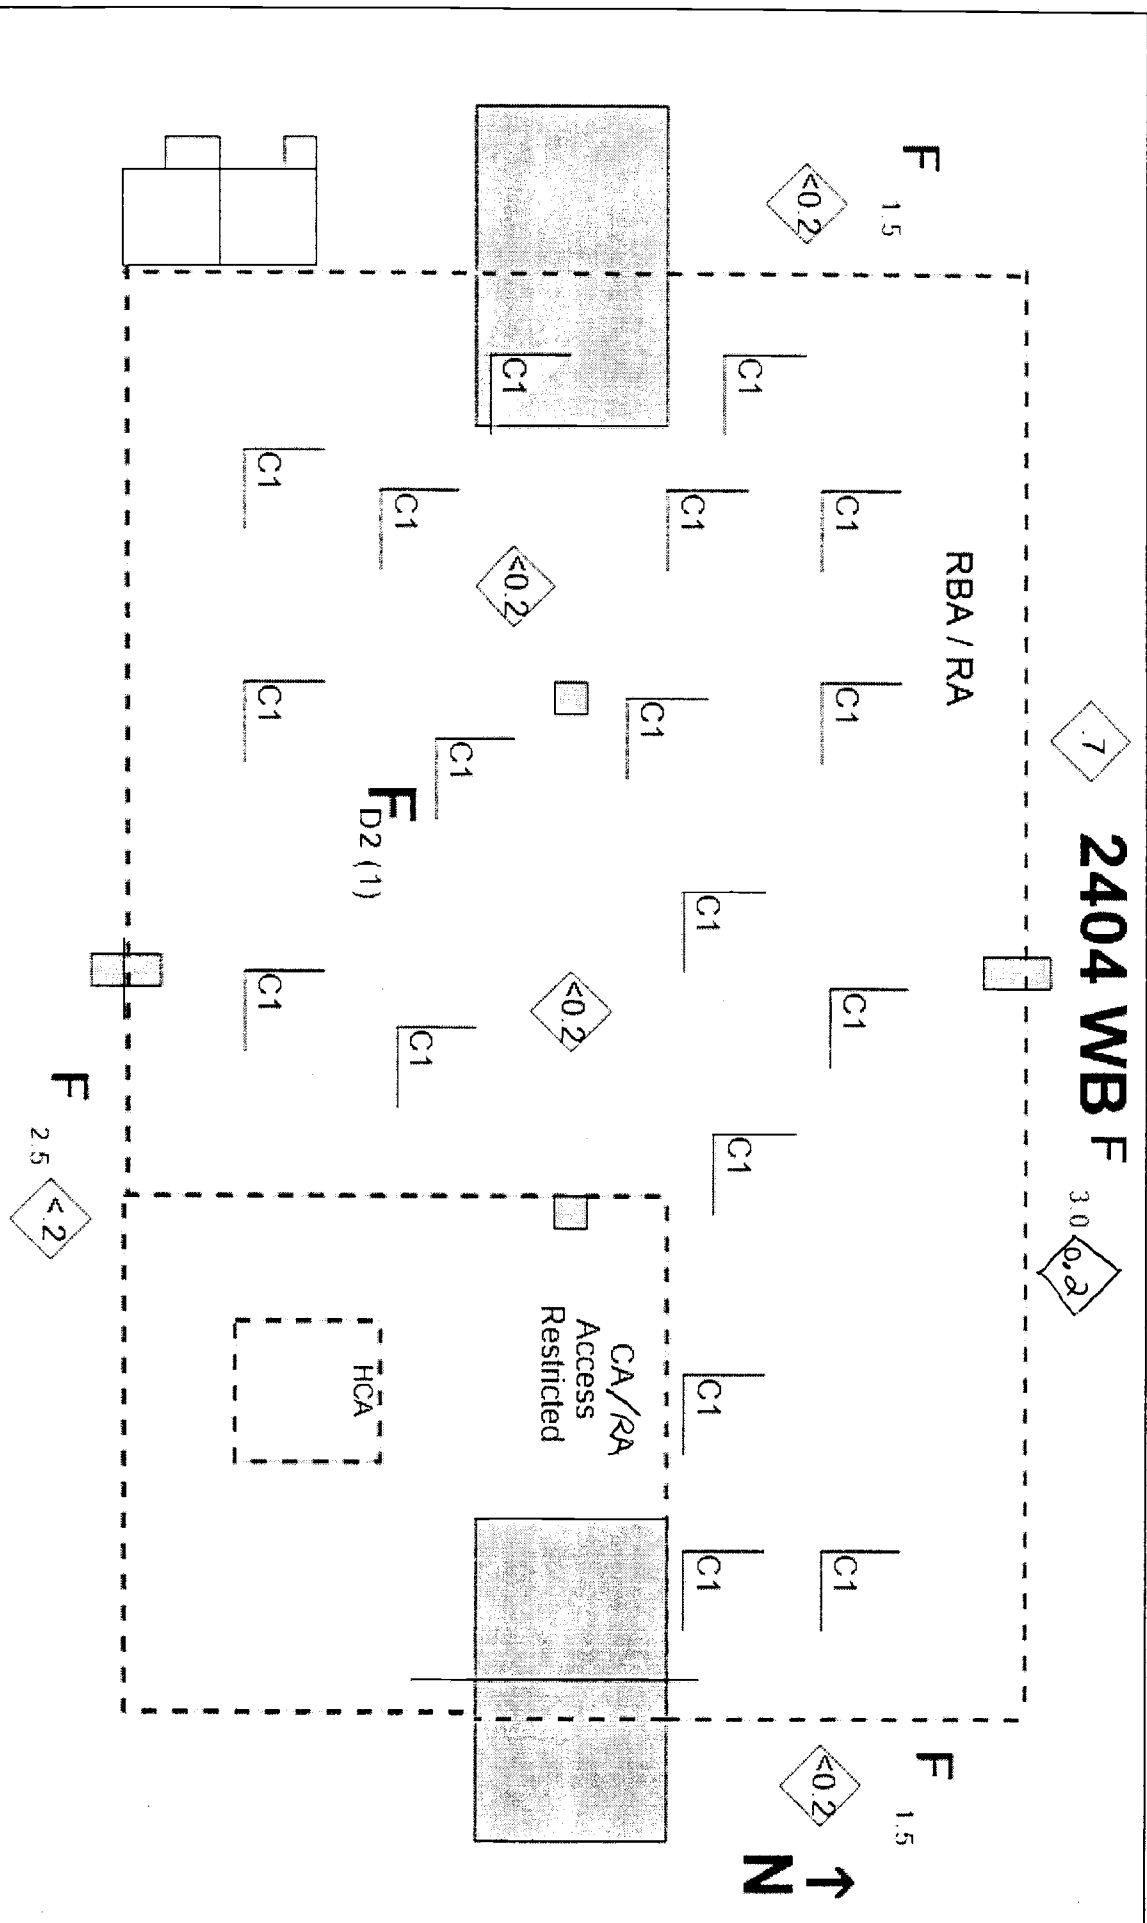 .7 2404 WB F 3.0 0.2
RBA / RA
F 1.5
F 1.5
<0.2
<0.2
↑
N
C1
C1
C1
C1
C1
C1
C1
C1
C1
C1
C1
CA/RA
Access
Restricted
<0.2
<0.2
C1
C1
C1
C1
F
D2 (1)
HCA
C1
C1
C1
F
2.5 <.2